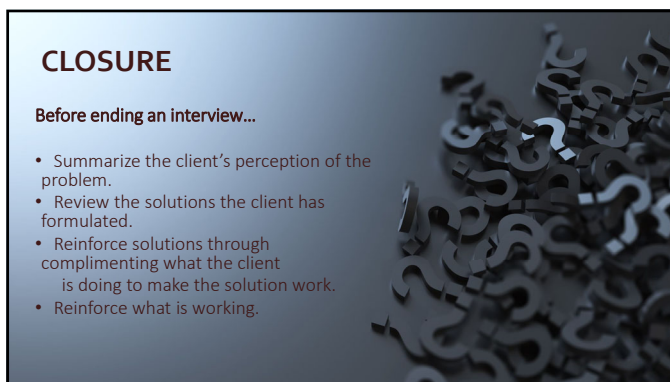 CLOSURE
Before ending an interview…
• Summarize the client's perception of the
problem.
• Review the solutions the client has
formulated.
• Reinforce solutions through
complimenting what the client
is doing to make the solution work.
• Reinforce what is working.